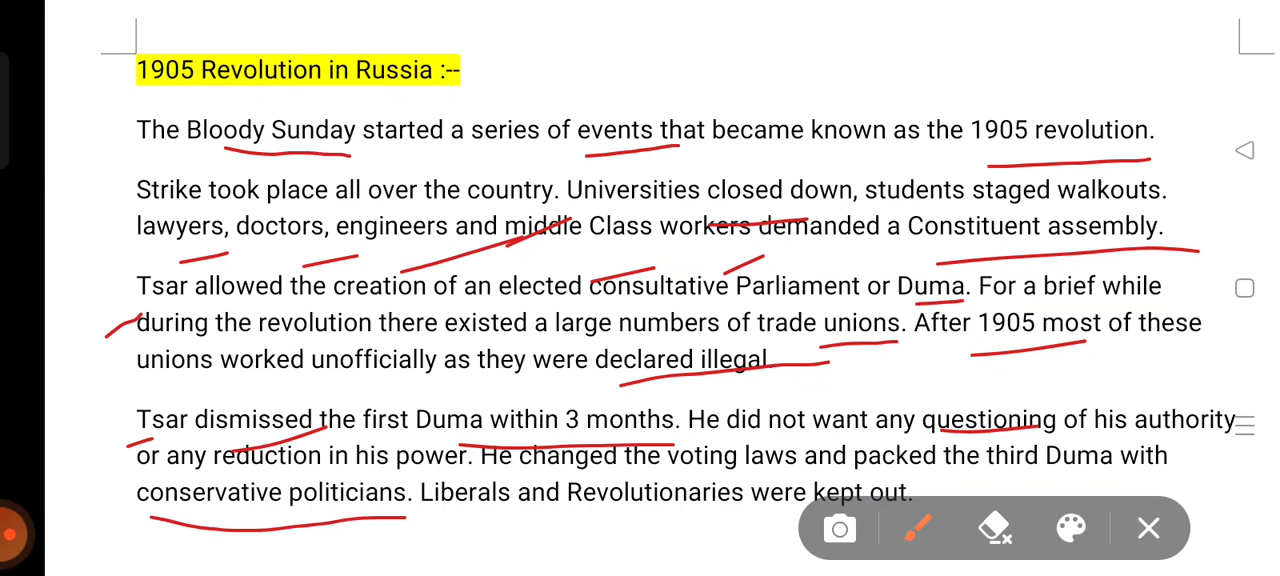 1905 Revolution in Russia :--
The Bloody Sunday started a series of events that became known as the 1905 revolution.
Strike took place all over the country. Universities closed down, students staged walkouts.
lawyers, doctors, engineers and middle Class workers demanded a Constituent assembly.
Tsar allowed the creation of an elected consultative Parliament or Duma. For a brief while
during the revolution there existed a large numbers of trade unions. After 1905 most of these
unions worked unofficially as they were declared illegal.
Tsar dismissed the first Duma within 3 months. He did not want any questioning of his authority
or any reduction in his power. He changed the voting laws and packed the third Duma with
conservative politicians. Liberals and Revolutionaries were kept out.